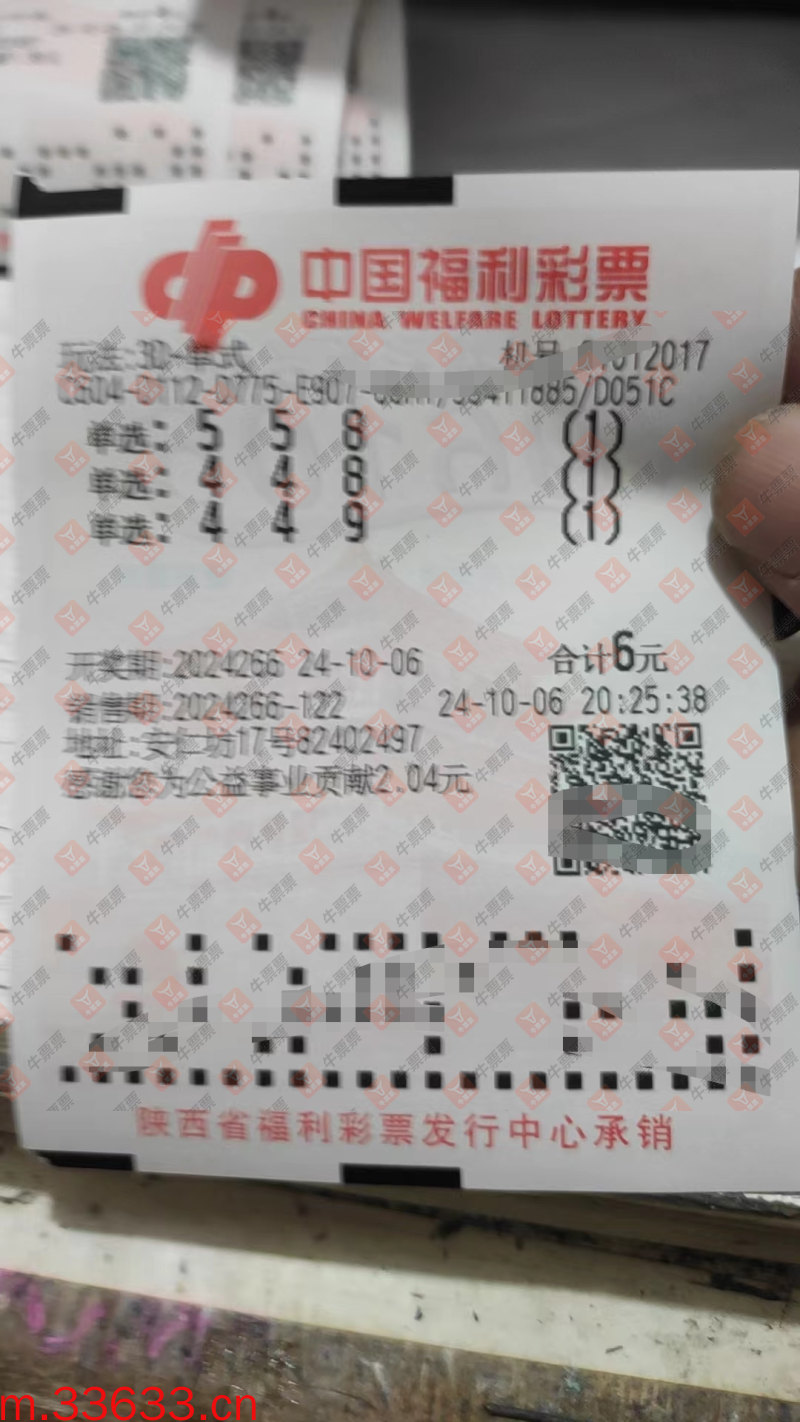 中国福利彩票
CHINA WELFARE LOTTERY
玩法:3D-单式 机号
单选: 5 5 8 (1)
单选: 4 4 8 (1)
单选: 4 4 9 (1)
开奖期:2024266 24-10-06 合计6元
销售期:2024266-122 24-10-06 20:25:38
地址:安仁坊17号82402497
感谢您为公益事业贡献2.04元
陕西省福利彩票发行中心承销
牛票票
m.33633.cn